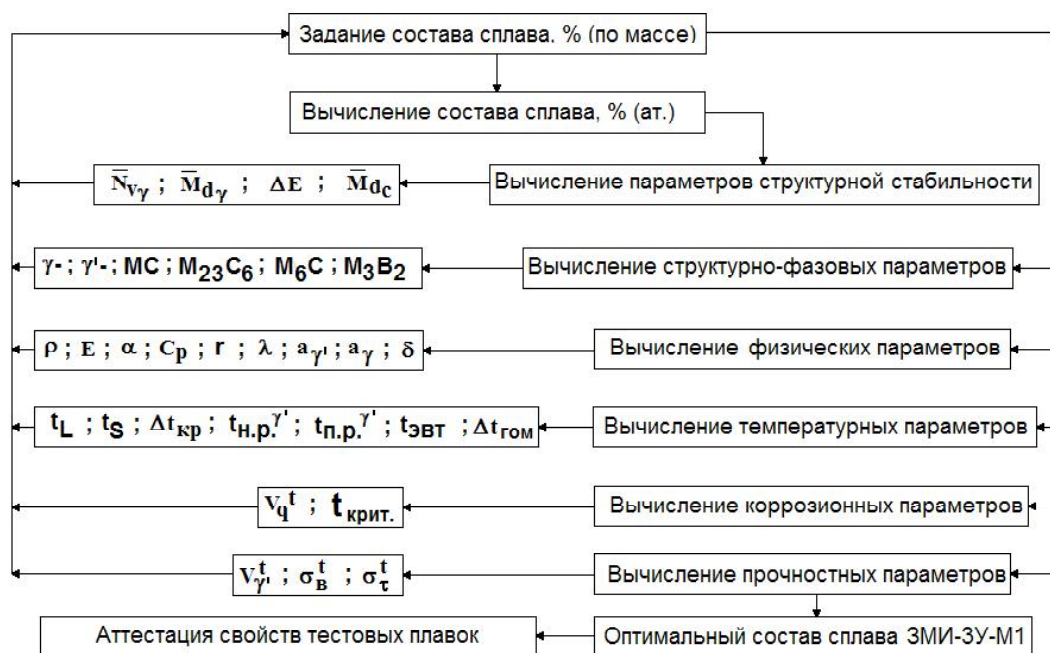 Задание состава сплава, % (по массе)
Вычисление состава сплава, % (ат.)
N̅vγ ; M̅dγ ; ΔE ; M̅dc
Вычисление параметров структурной стабильности
γ- ; γ'- ; MC ; M23C6 ; M6C ; M3B2
Вычисление структурно-фазовых параметров
ρ ; E ; α ; Cp ; r ; λ ; aγ' ; aγ ; δ
Вычисление физических параметров
tL ; tS ; Δtкр ; tн.р.γ' ; tп.р.γ' ; tэвт ; Δtгом
Вычисление температурных параметров
Vqt ; tкрит.
Вычисление коррозионных параметров
Vγ't ; σвt ; στt
Вычисление прочностных параметров
Аттестация свойств тестовых плавок
Оптимальный состав сплава ЗМИ-3У-М1